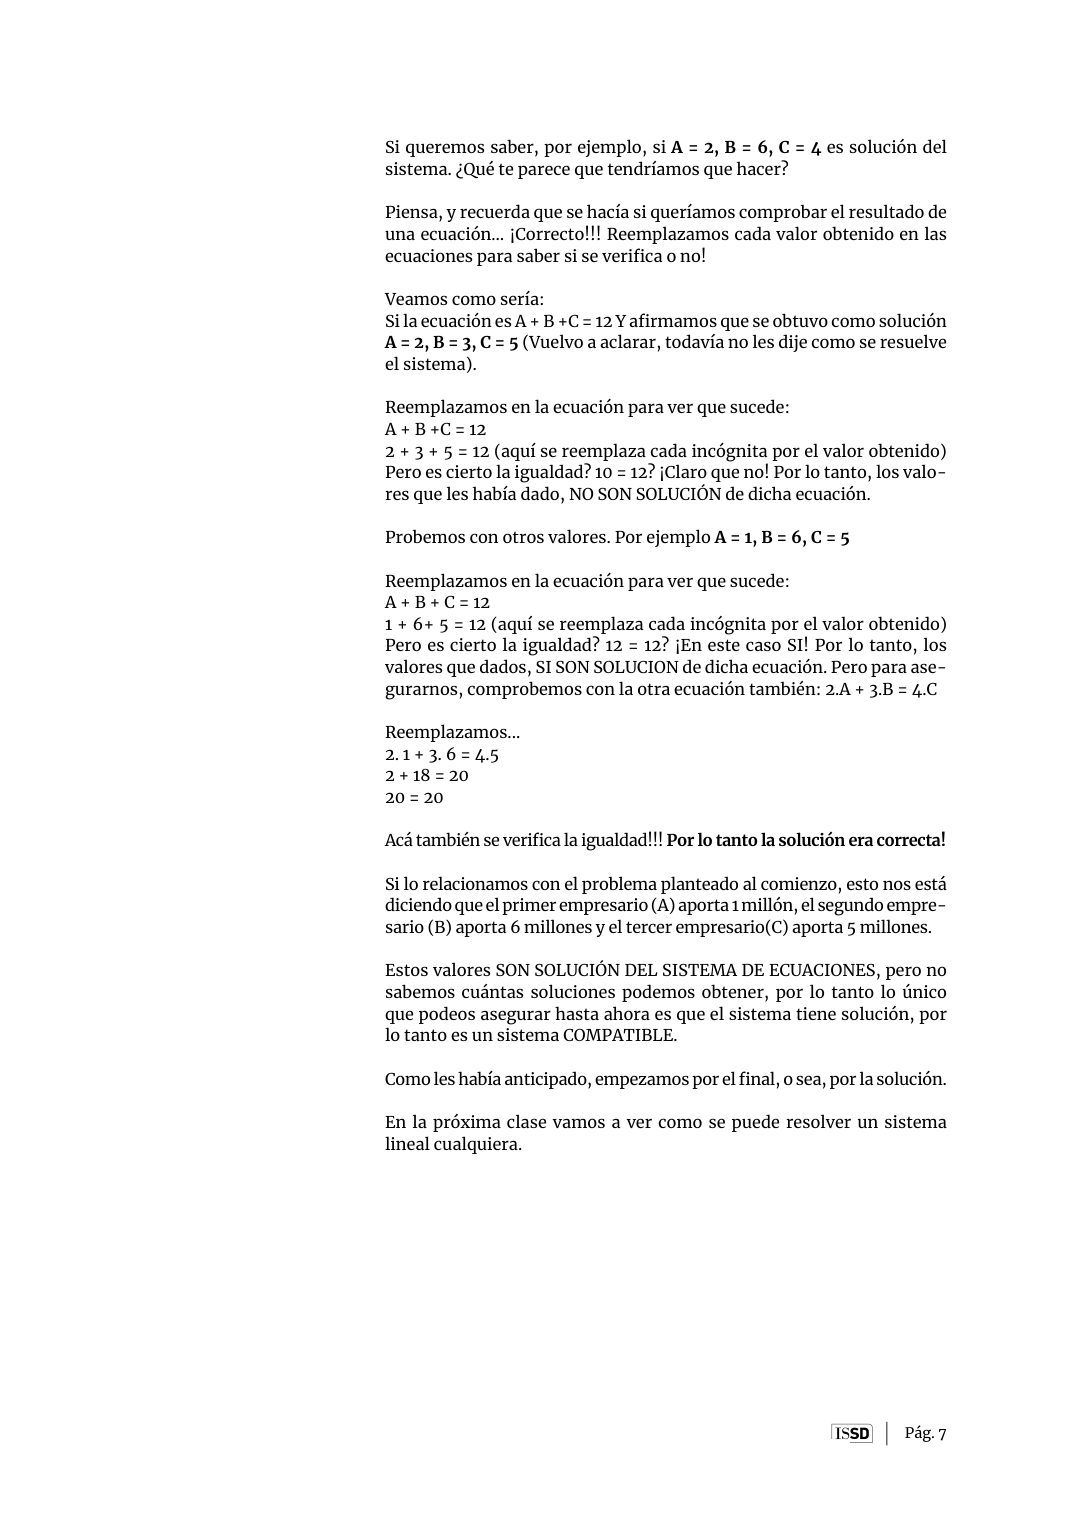 Si queremos saber, por ejemplo, si A = 2, B = 6, C = 4 es solución del
sistema. ¿Qué te parece que tendríamos que hacer?
Piensa, y recuerda que se hacía si queríamos comprobar el resultado de
una ecuación... ¡Correcto!!! Reemplazamos cada valor obtenido en las
ecuaciones para saber si se verifica o no!
Veamos como sería:
Si la ecuación es A + B +C = 12 Y afirmamos que se obtuvo como solución
A = 2, B = 3, C = 5 (Vuelvo a aclarar, todavía no les dije como se resuelve
el sistema).
Reemplazamos en la ecuación para ver que sucede:
A + B +C = 12
2 + 3 + 5 = 12 (aquí se reemplaza cada incógnita por el valor obtenido)
Pero es cierto la igualdad? 10 = 12? ¡Claro que no! Por lo tanto, los valo-
res que les había dado, NO SON SOLUCIÓN de dicha ecuación.
Probemos con otros valores. Por ejemplo A = 1, B = 6, C = 5
Reemplazamos en la ecuación para ver que sucede:
A + B + C = 12
1 + 6+ 5 = 12 (aquí se reemplaza cada incógnita por el valor obtenido)
Pero es cierto la igualdad? 12 = 12? ¡En este caso SI! Por lo tanto, los
valores que dados, SI SON SOLUCION de dicha ecuación. Pero para ase-
gurarnos, comprobemos con la otra ecuación también: 2.A + 3.B = 4.C
Reemplazamos...
2. 1 + 3. 6 = 4.5
2 + 18 = 20
20 = 20
Acá también se verifica la igualdad!!! Por lo tanto la solución era correcta!
Si lo relacionamos con el problema planteado al comienzo, esto nos está
diciendo que el primer empresario (A) aporta 1 millón, el segundo empre-
sario (B) aporta 6 millones y el tercer empresario(C) aporta 5 millones.
Estos valores SON SOLUCIÓN DEL SISTEMA DE ECUACIONES, pero no
sabemos cuántas soluciones podemos obtener, por lo tanto lo único
que podeos asegurar hasta ahora es que el sistema tiene solución, por
lo tanto es un sistema COMPATIBLE.
Como les había anticipado, empezamos por el final, o sea, por la solución.
En la próxima clase vamos a ver como se puede resolver un sistema
lineal cualquiera.
ISSD | Pág. 7